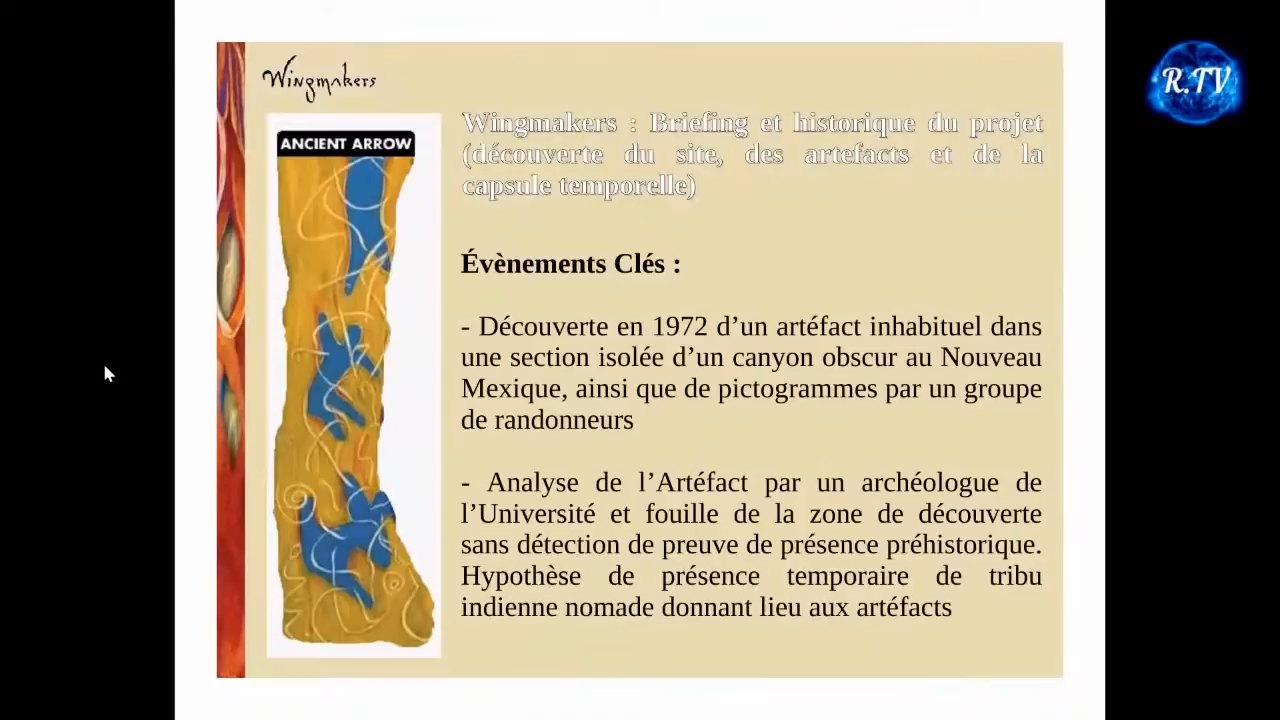 Wingmakers
R.TV
ANCIENT ARROW
Wingmakers : Briefing et historique du projet
(découverte du site, des artefacts et de la
capsule temporelle)
Évènements Clés :
- Découverte en 1972 d’un artéfact inhabituel dans
une section isolée d’un canyon obscur au Nouveau
Mexique, ainsi que de pictogrammes par un groupe
de randonneurs
- Analyse de l’Artéfact par un archéologue de
l’Université et fouille de la zone de découverte
sans détection de preuve de présence préhistorique.
Hypothèse de présence temporaire de tribu
indienne nomade donnant lieu aux artéfacts